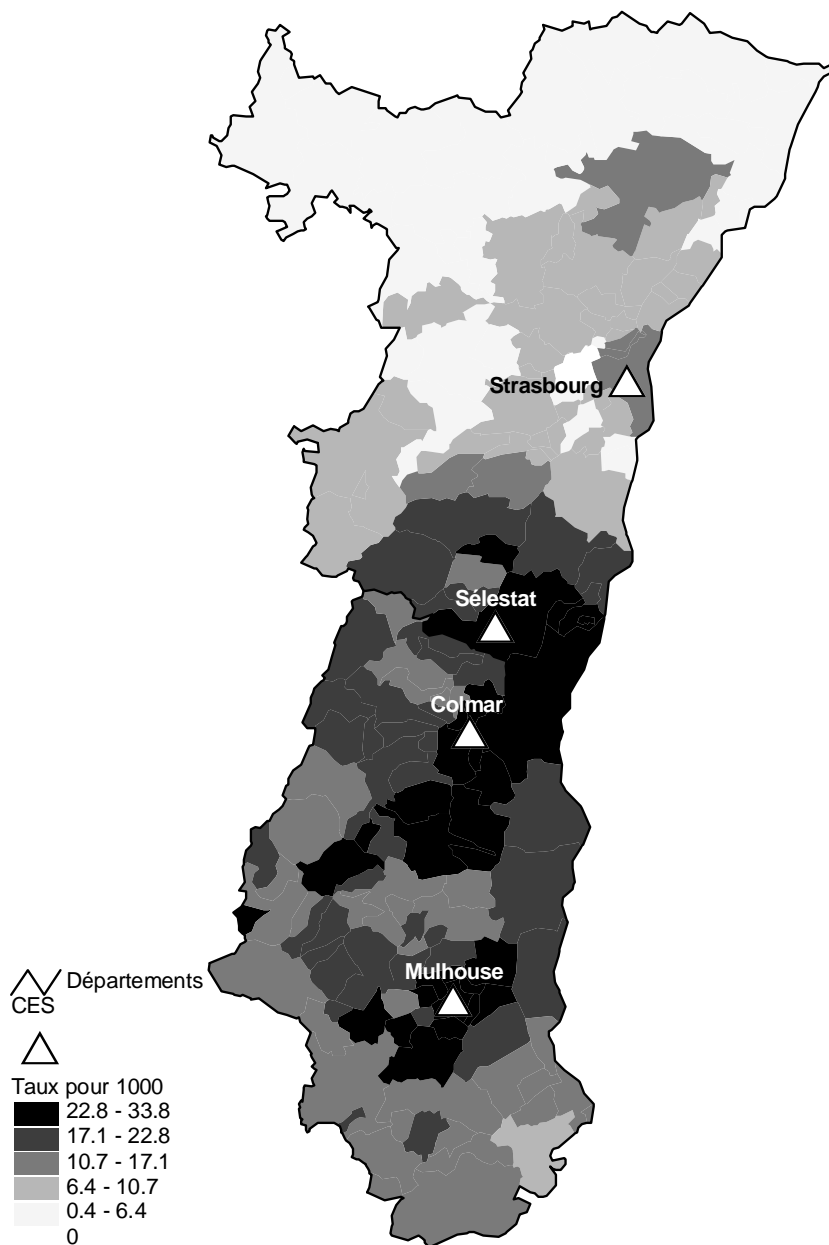 Strasbourg
Sélestat
Colmar
Mulhouse
Départements
CES
Taux pour 1000
22.8 - 33.8
17.1 - 22.8
10.7 - 17.1
6.4 - 10.7
0.4 - 6.4
0